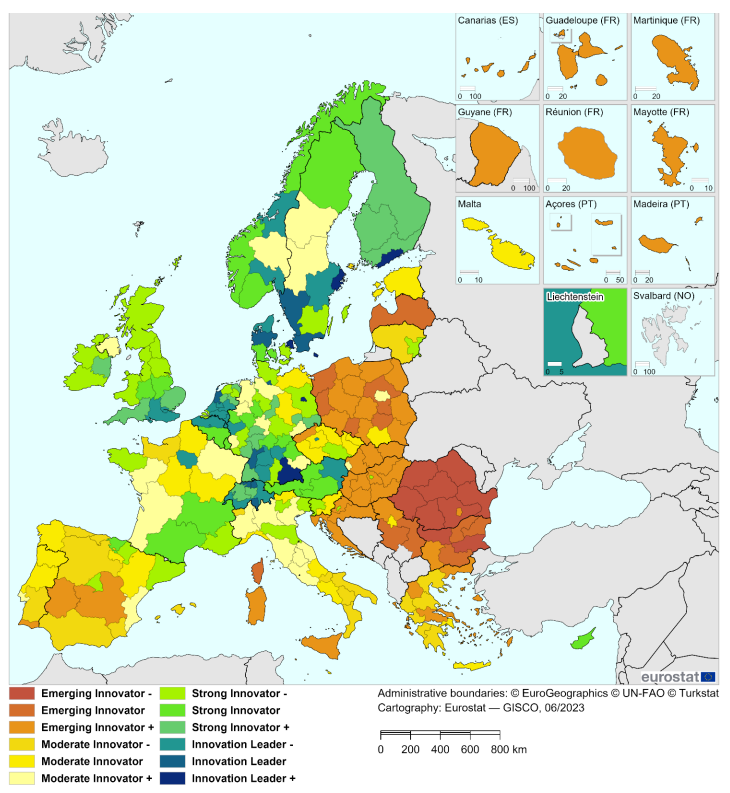 Canarias (ES)
0 100
Guadeloupe (FR)
0 20
Martinique (FR)
0 20
Guyane (FR)
0 100
Réunion (FR)
0 20
Mayotte (FR)
0 10
Malta
0 10
Açores (PT)
0 50
Madeira (PT)
0 20
Liechtenstein
0 5
Svalbard (NO)
0 100
eurostat
Emerging Innovator -
Emerging Innovator
Emerging Innovator +
Moderate Innovator -
Moderate Innovator
Moderate Innovator +
Strong Innovator -
Strong Innovator
Strong Innovator +
Innovation Leader -
Innovation Leader
Innovation Leader +
Administrative boundaries: © EuroGeographics © UN-FAO © Turkstat
Cartography: Eurostat — GISCO, 06/2023
0 200 400 600 800 km